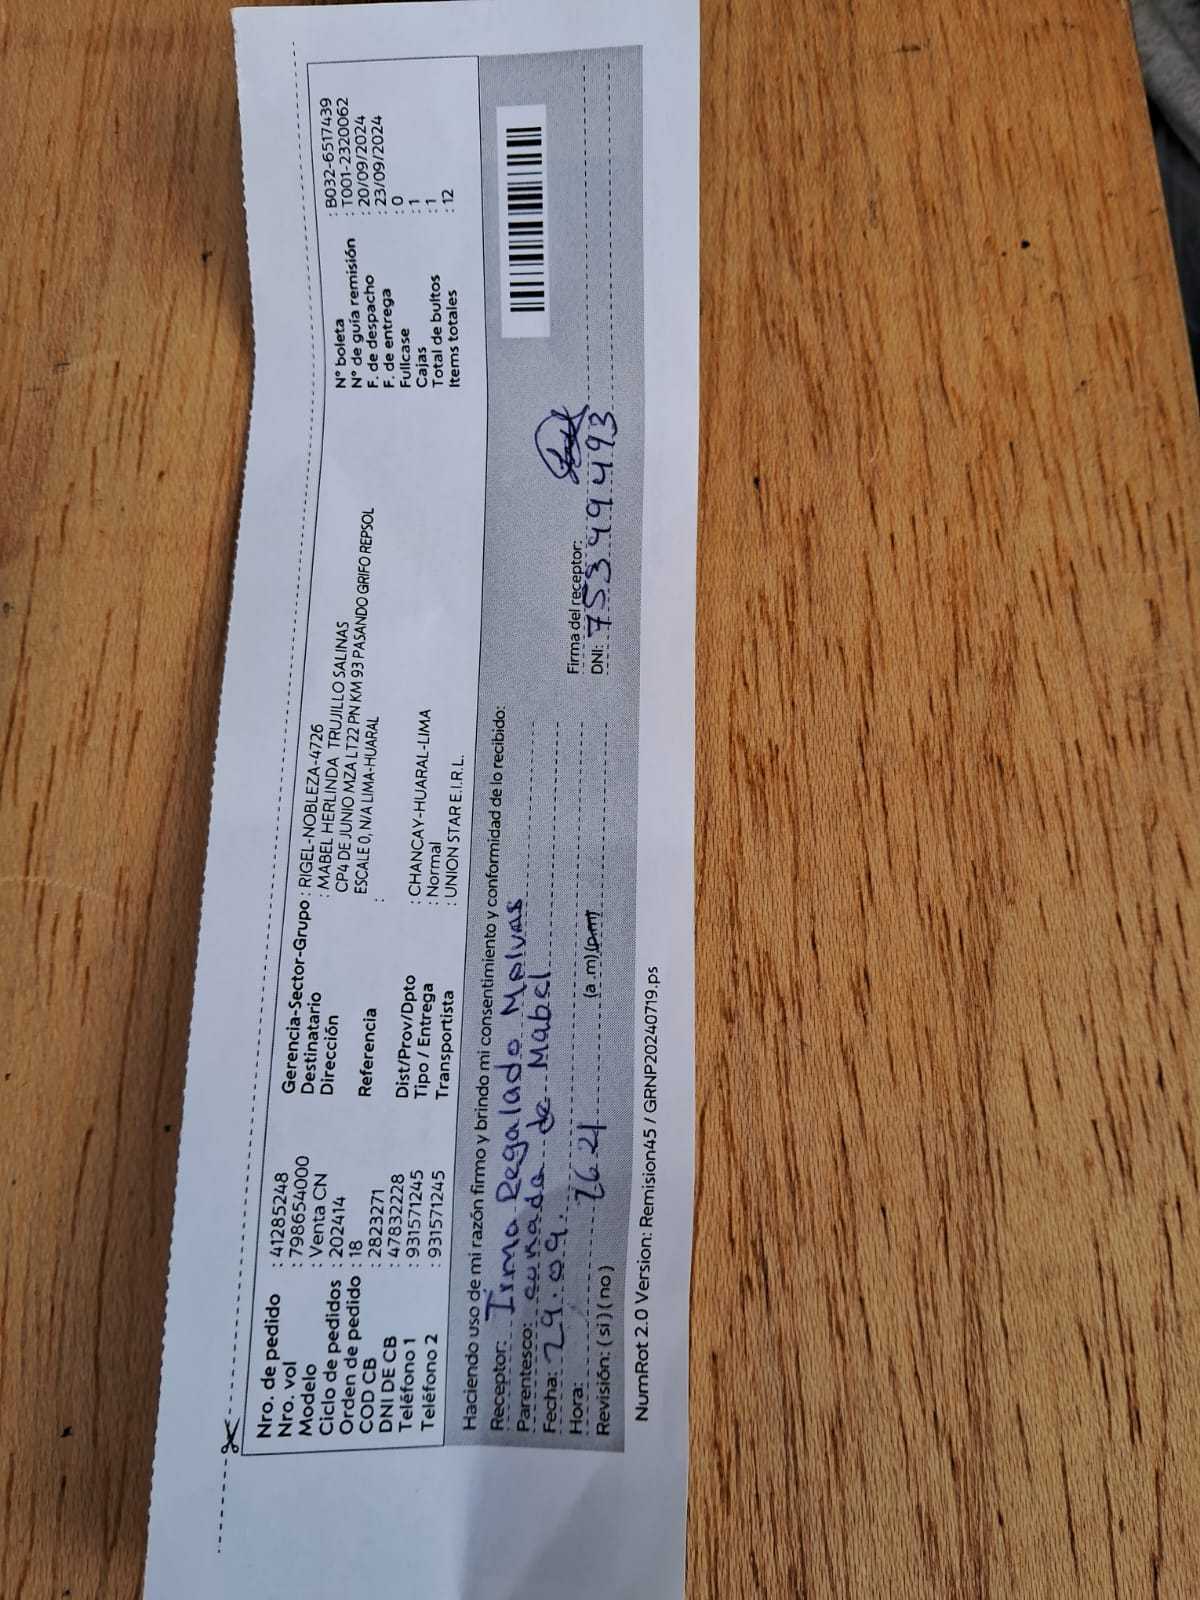 Nro. de pedido : 41285248
Nro. vol : 798654000
Modelo : Venta CN
Ciclo de pedidos : 202414
Orden de pedido : 18
COD CB : 2823271
DNI DE CB : 47832228
Teléfono 1 : 931571245
Teléfono 2 : 931571245
Gerencia-Sector-Grupo : RIGEL-NOBLEZA-4726
Destinatario : MABEL HERLINDA TRUJILLO SALINAS
Dirección CP4 DE JUNIO MZA LT22 PN KM 93 PASANDO GRIFO REPSOL
ESCALE 0, N/A LIMA-HUARAL
Referencia :
Dist/Prov/Dpto : CHANCAY-HUARAL-LIMA
Tipo / Entrega : Normal
Transportista : UNION STAR E.I.R.L.
N° boleta : B032-6517439
N° de guía remisión : T001-2320062
F. de despacho : 20/09/2024
F. de entrega : 23/09/2024
Fullcase : 0
Cajas : 1
Total de bultos : 1
Items totales : 12
Haciendo uso de mi razón firmo y brindo mi consentimiento y conformidad de lo recibido:
Receptor: Irma Regalado Malvas
Parentesco: cuñada de Mabel
Fecha: 29.09.
Hora: (a.m)(p.m)
Revisión: (si) (no)
Firma del receptor:
DNI: 75399493
NumRot 2.0 Version: Remision45 / GRNP20240719.ps